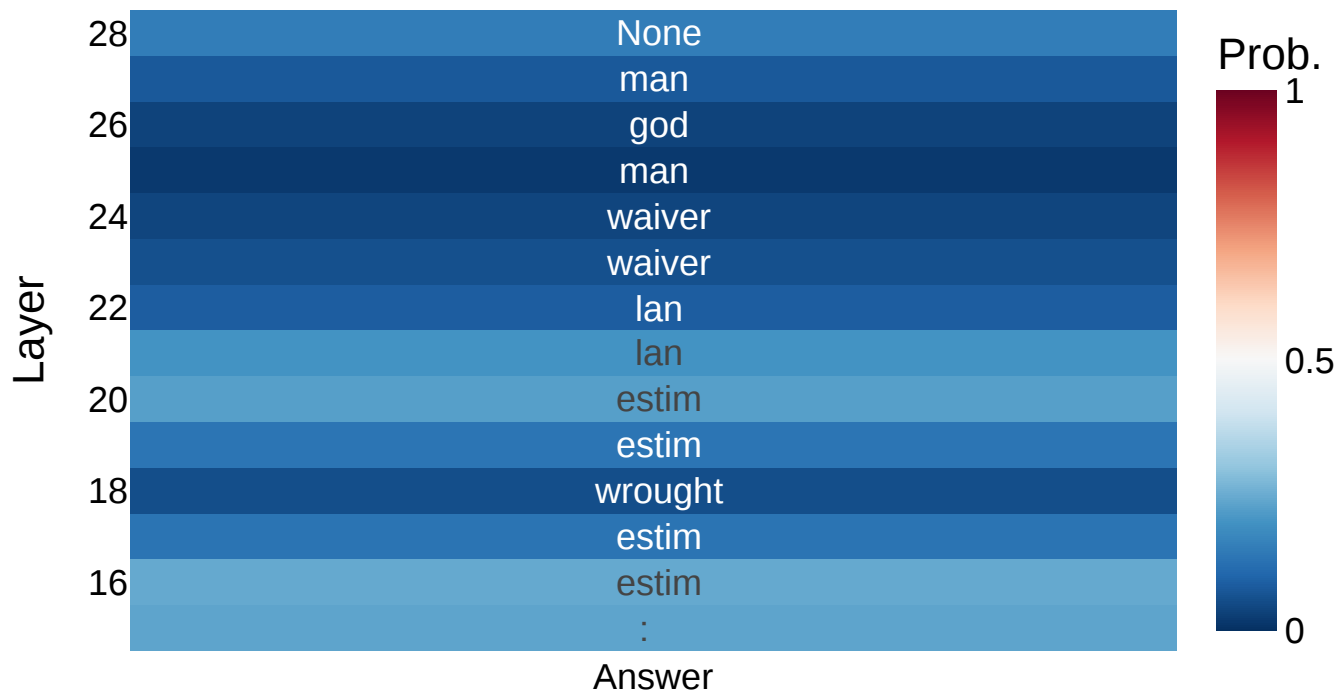 28 None
man
26 god
man
24 waiver
waiver
22 lan
lan
20 estim
estim
18 wrought
estim
16 estim
:
Answer
Layer
Prob.
1
0.5
0